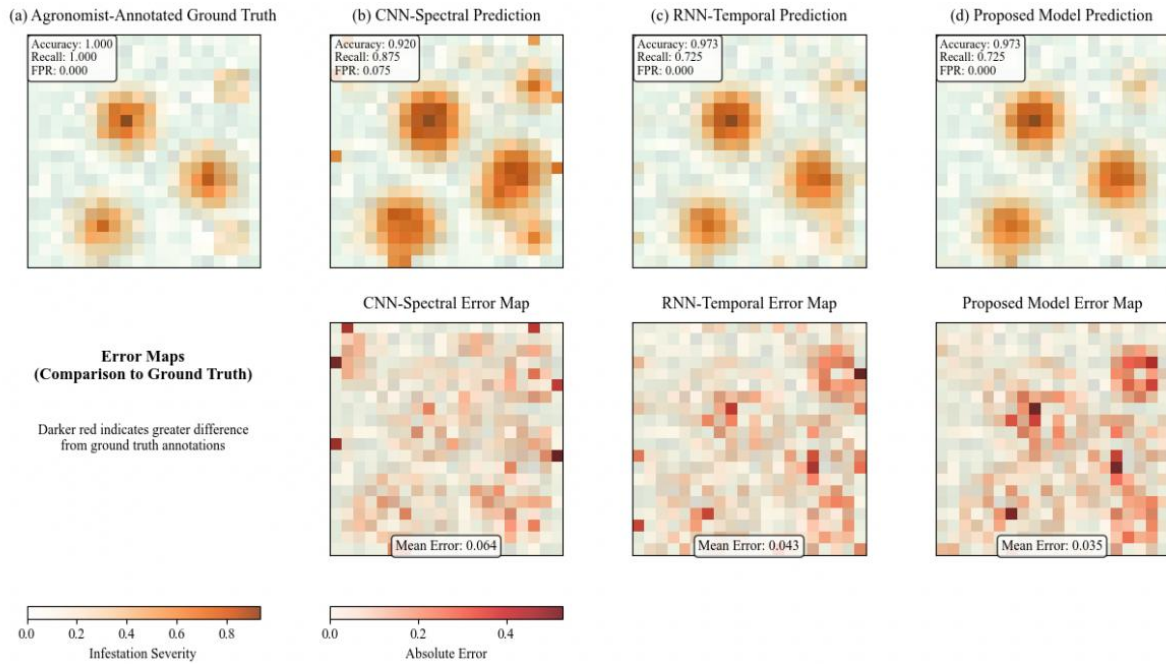 (a) Agronomist-Annotated Ground Truth
Accuracy: 1.000
Recall: 1.000
FPR: 0.000
(b) CNN-Spectral Prediction
Accuracy: 0.920
Recall: 0.875
FPR: 0.075
(c) RNN-Temporal Prediction
Accuracy: 0.973
Recall: 0.725
FPR: 0.000
(d) Proposed Model Prediction
Accuracy: 0.973
Recall: 0.725
FPR: 0.000
Error Maps
(Comparison to Ground Truth)
Darker red indicates greater difference
from ground truth annotations
CNN-Spectral Error Map
Mean Error: 0.064
RNN-Temporal Error Map
Mean Error: 0.043
Proposed Model Error Map
Mean Error: 0.035
0.0 0.2 0.4 0.6 0.8
Infestation Severity
0.0 0.2 0.4
Absolute Error